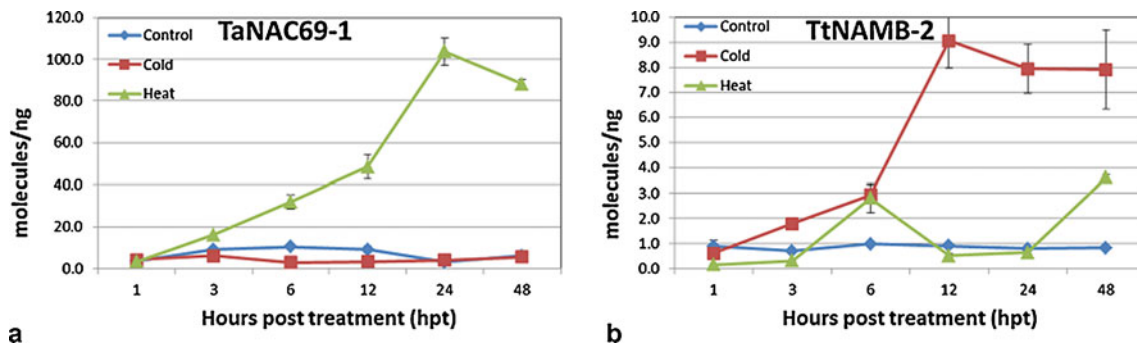 TaNAC69-1
120.0
100.0
80.0
60.0
40.0
20.0
0.0
molecules/ng
Control
Cold
Heat
1 3 6 12 24 48
Hours post treatment (hpt)
a
TtNAMB-2
10.0
9.0
8.0
7.0
6.0
5.0
4.0
3.0
2.0
1.0
0.0
molecules/ng
Control
Cold
Heat
1 3 6 12 24 48
Hours post treatment (hpt)
b